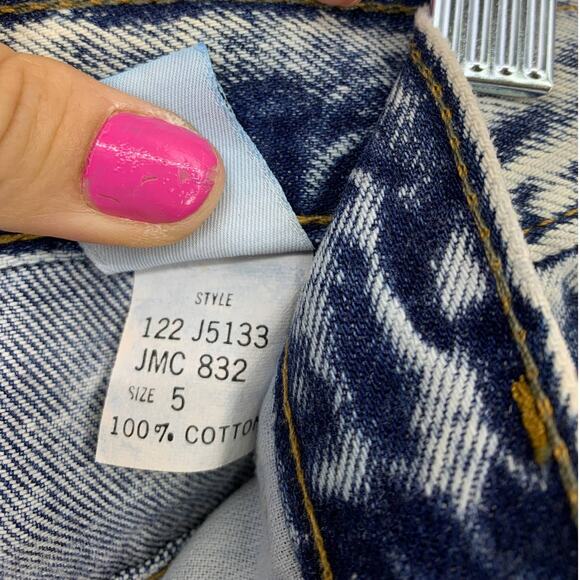 STYLE
122 J5133
JMC 832
SIZE 5
100% COTTON